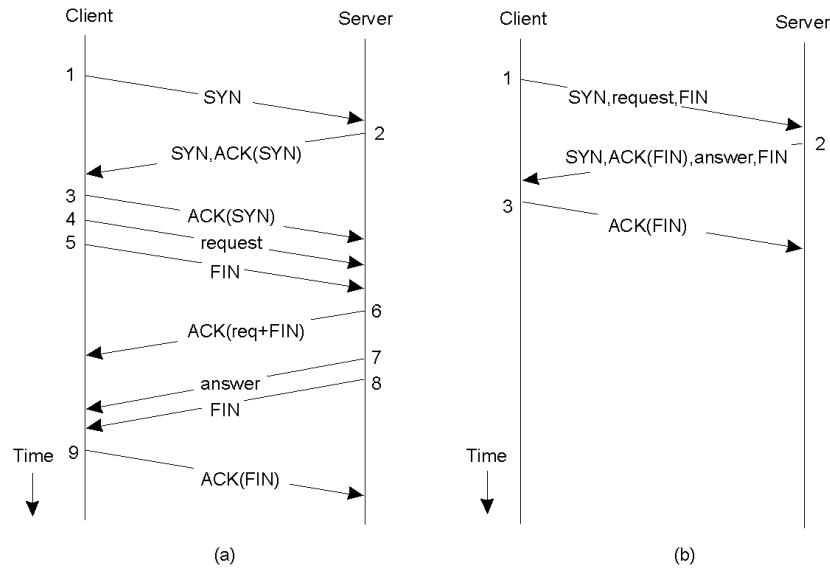 Client
Server
1
SYN
2
SYN,ACK(SYN)
3
ACK(SYN)
4
request
5
FIN
6
ACK(req+FIN)
7
answer
8
FIN
9
Time
ACK(FIN)
(a)
Client
Server
1
SYN,request,FIN
2
SYN,ACK(FIN),answer,FIN
3
ACK(FIN)
Time
(b)